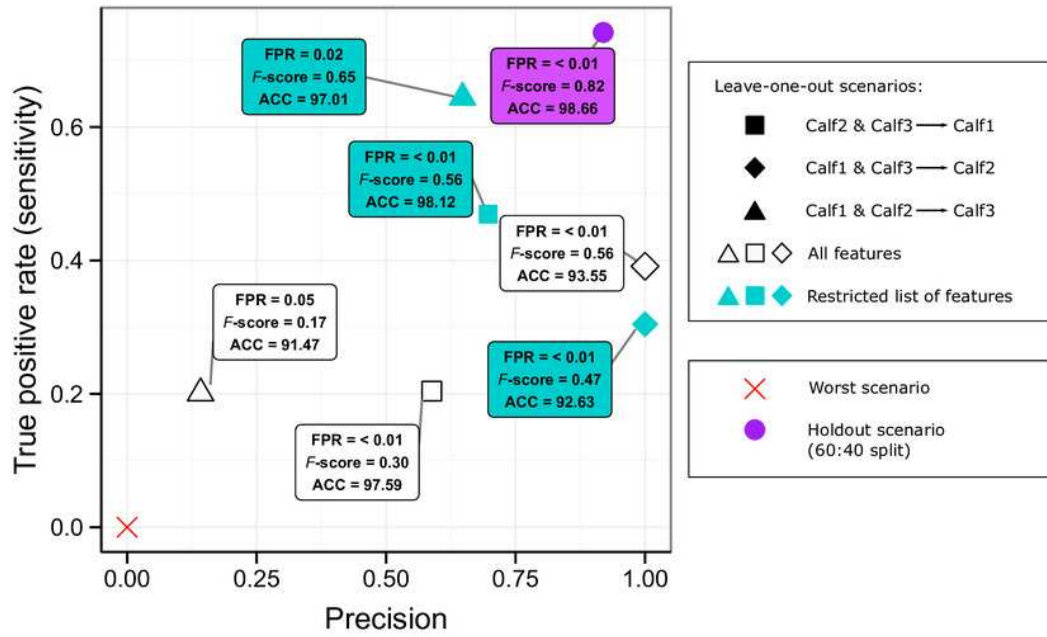 FPR = 0.02
F-score = 0.65
ACC = 97.01
FPR = < 0.01
F-score = 0.82
ACC = 98.66
FPR = < 0.01
F-score = 0.56
ACC = 98.12
FPR = < 0.01
F-score = 0.56
ACC = 93.55
FPR = 0.05
F-score = 0.17
ACC = 91.47
FPR = < 0.01
F-score = 0.47
ACC = 92.63
FPR = < 0.01
F-score = 0.30
ACC = 97.59
True positive rate (sensitivity)
0.6
0.4
0.2
0.0
0.00 0.25 0.50 0.75 1.00
Precision
Leave-one-out scenarios:
Calf2 & Calf3 → Calf1
Calf1 & Calf3 → Calf2
Calf1 & Calf2 → Calf3
All features
Restricted list of features
Worst scenario
Holdout scenario
(60:40 split)